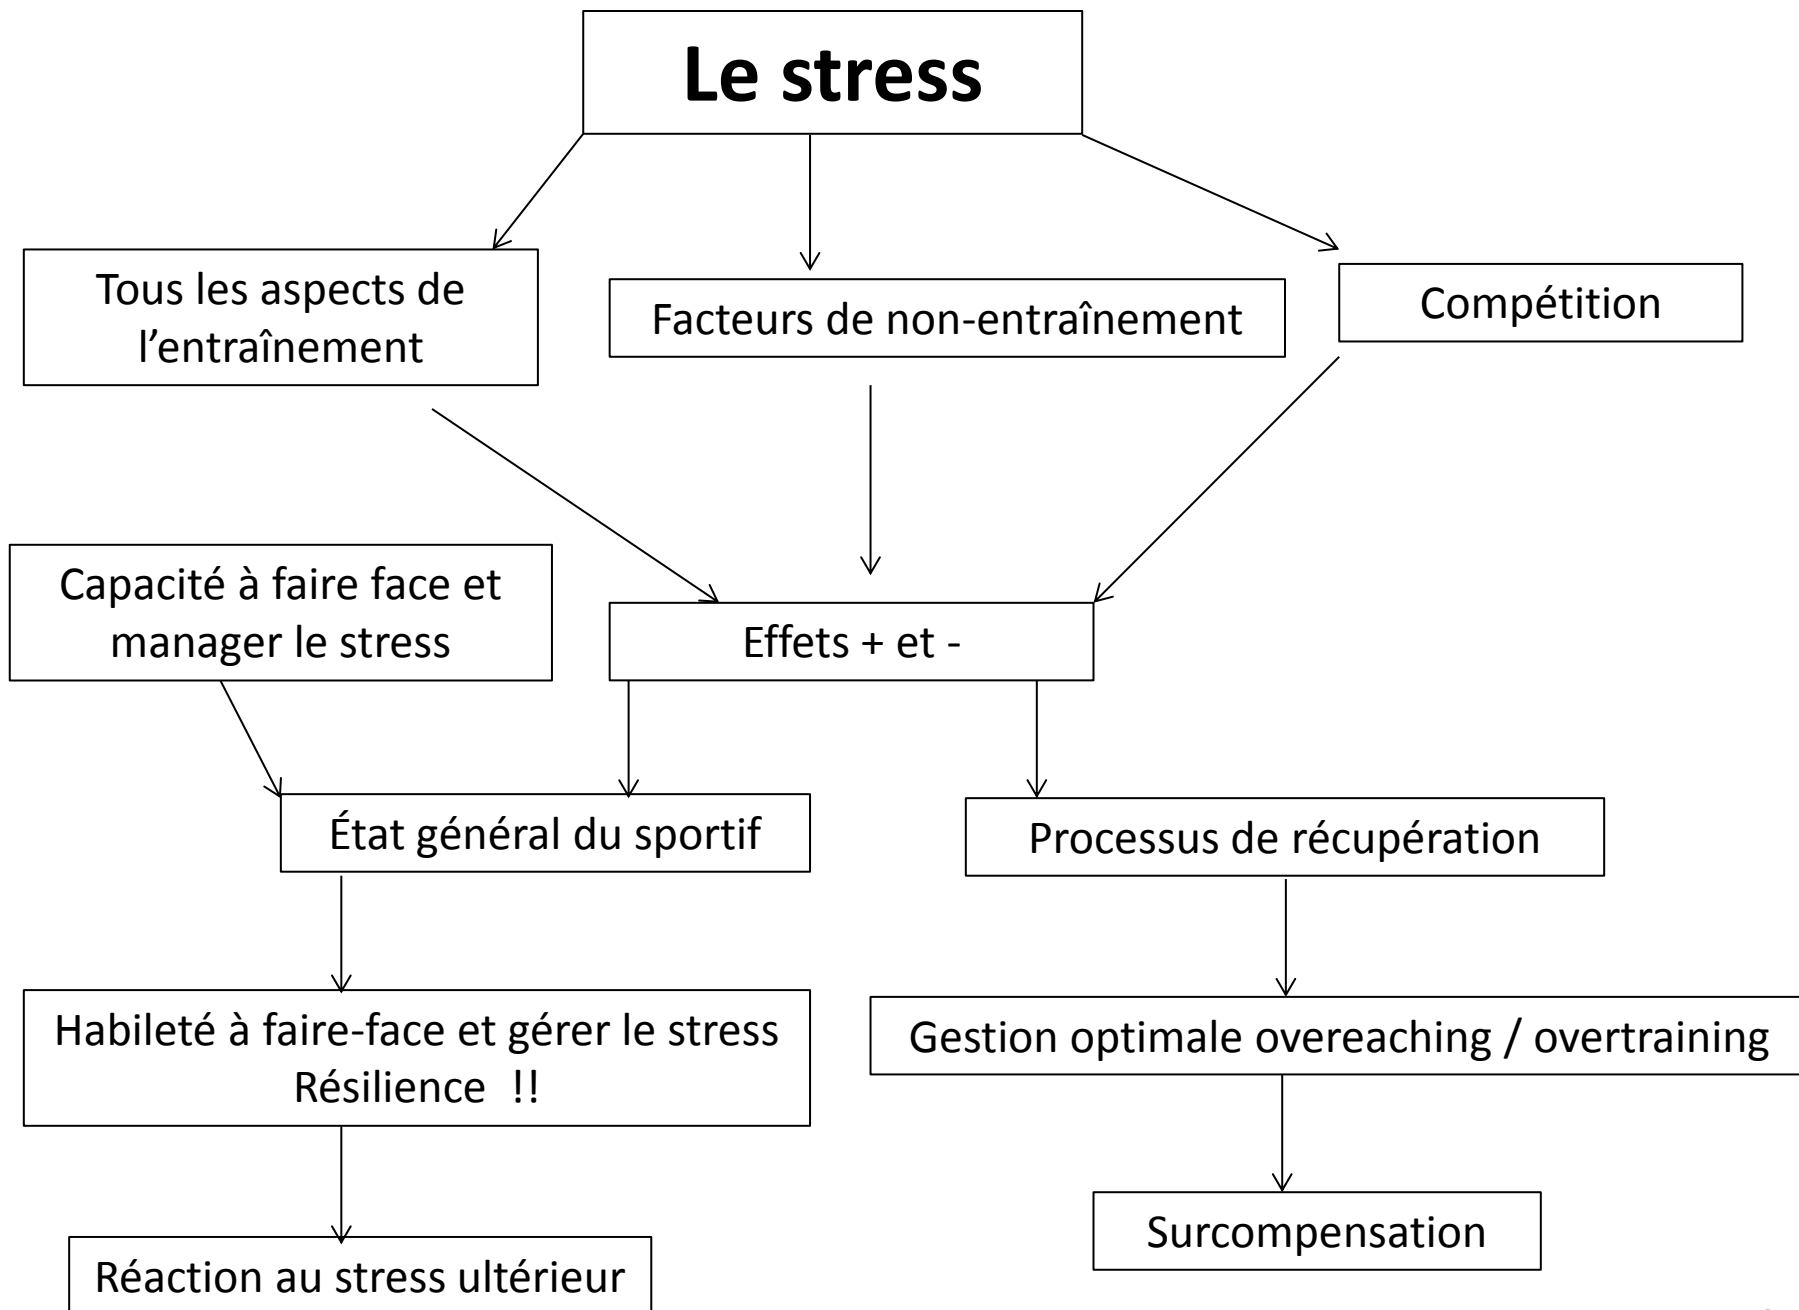 Le stress
Tous les aspects de
l’entraînement
Facteurs de non-entraînement
Compétition
Capacité à faire face et
manager le stress
Effets + et -
État général du sportif
Processus de récupération
Habileté à faire-face et gérer le stress
Résilience !!
Gestion optimale overeaching / overtraining
Surcompensation
Réaction au stress ultérieur